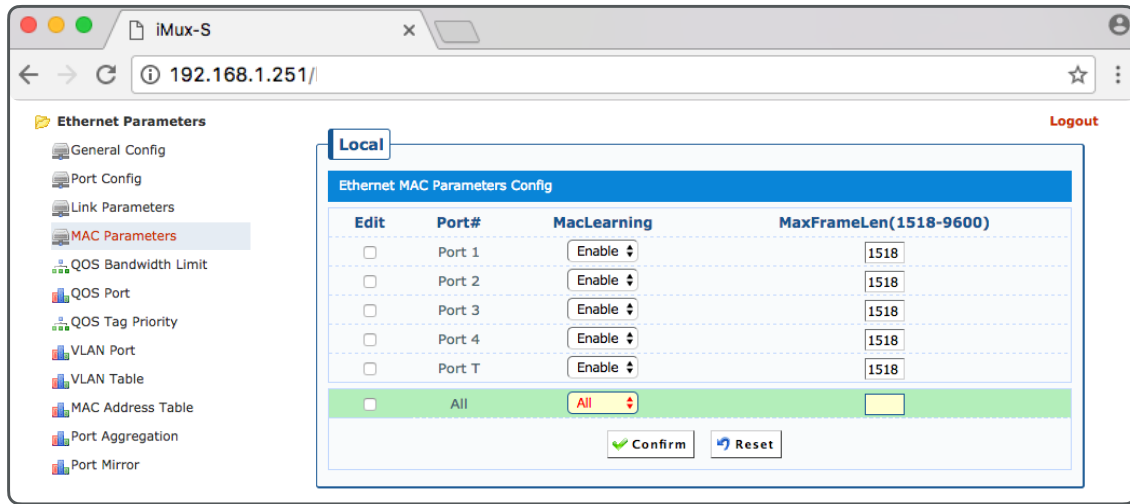 iMux-S
192.168.1.251/
Ethernet Parameters
General Config
Port Config
Link Parameters
MAC Parameters
QOS Bandwidth Limit
QOS Port
QOS Tag Priority
VLAN Port
VLAN Table
MAC Address Table
Port Aggregation
Port Mirror
Logout
Local
Ethernet MAC Parameters Config
Edit Port# MacLearning MaxFrameLen(1518-9600)
Port 1 Enable 1518
Port 2 Enable 1518
Port 3 Enable 1518
Port 4 Enable 1518
Port T Enable 1518
All All
Confirm Reset